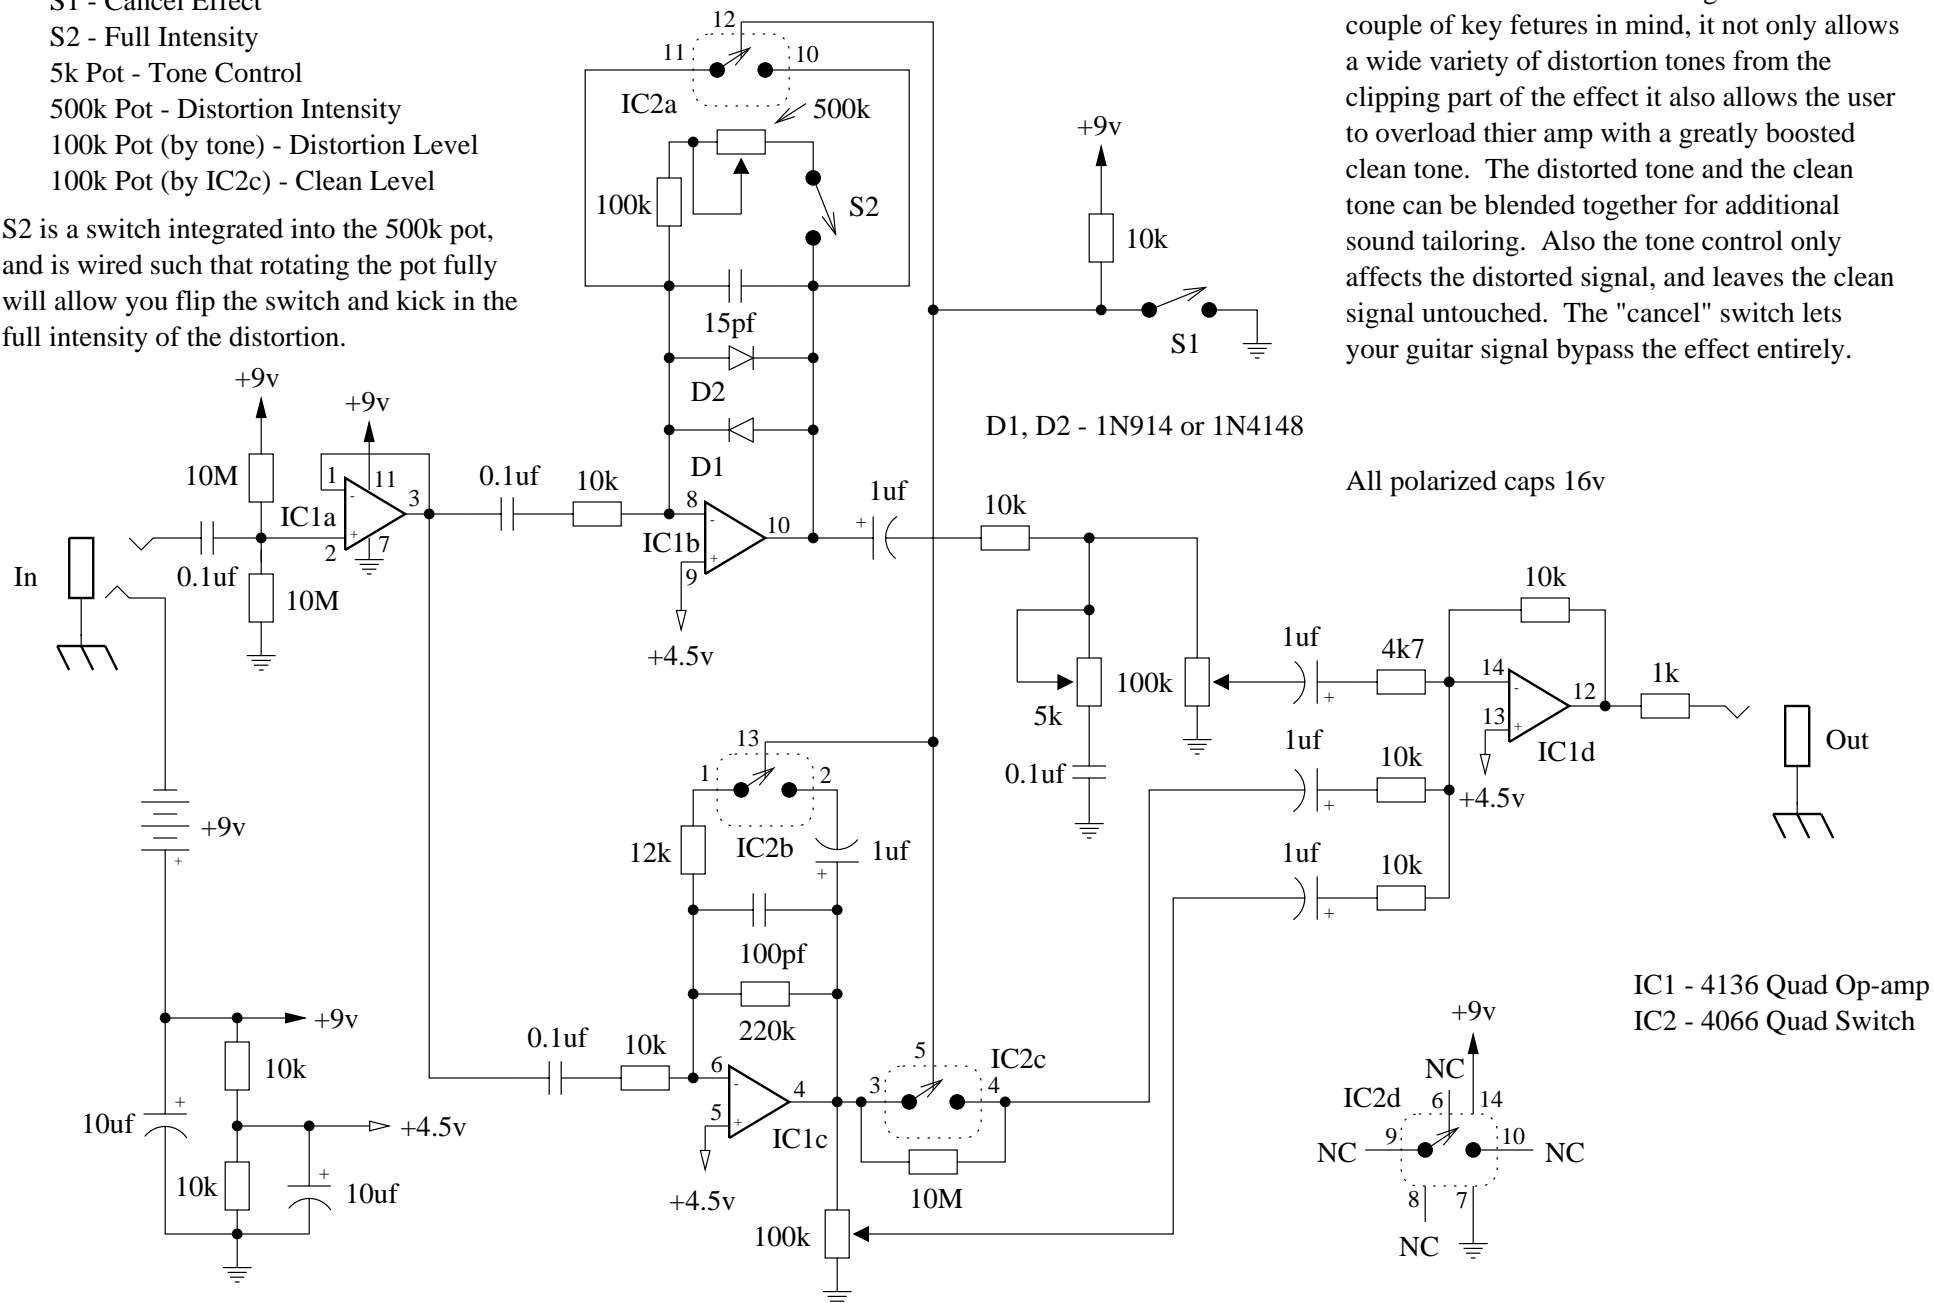 S1 - Cancel Effect
S2 - Full Intensity
5k Pot - Tone Control
500k Pot - Distortion Intensity
100k Pot (by tone) - Distortion Level
100k Pot (by IC2c) - Clean Level
S2 is a switch integrated into the 500k pot,
and is wired such that rotating the pot fully
will allow you flip the switch and kick in the
full intensity of the distortion.
couple of key fetures in mind, it not only allows
a wide variety of distortion tones from the
clipping part of the effect it also allows the user
to overload thier amp with a greatly boosted
clean tone. The distorted tone and the clean
tone can be blended together for additional
sound tailoring. Also the tone control only
affects the distorted signal, and leaves the clean
signal untouched. The "cancel" switch lets
your guitar signal bypass the effect entirely.
12
11
10
IC2a
500k
100k
S2
15pf
D2
D1
+9v
10k
S1
D1, D2 - 1N914 or 1N4148
All polarized caps 16v
+9v
+9v
10M
1
11
3
IC1a
-
+
2
7
In
0.1uf
10M
0.1uf
10k
8
-
10
IC1b
+
9
+4.5v
1uf
+
10k
5k
100k
0.1uf
1uf
+
4k7
10k
14
-
12
13
+
IC1d
+4.5v
1k
Out
1uf
+
10k
1uf
+
10k
13
1
2
IC2b
12k
1uf
+
100pf
220k
0.1uf
10k
6
-
4
5
+
IC1c
+4.5v
5
IC2c
3
4
10M
100k
+9v
+
+9v
10k
10uf
+
+4.5v
10k
+
10uf
IC1 - 4136 Quad Op-amp
IC2 - 4066 Quad Switch
+9v
NC
IC2d
6
14
NC
9
10
NC
8
7
NC